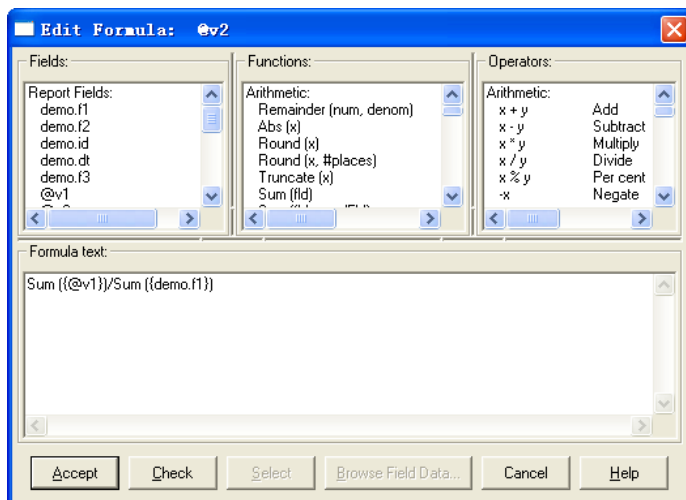 Edit Formula: @v2
Fields:
Report Fields:
demo.f1
demo.f2
demo.id
demo.dt
demo.f3
@v1
Functions:
Arithmetic:
Remainder (num, denom)
Abs (x)
Round (x)
Round (x, #places)
Truncate (x)
Sum (fld)
Operators:
Arithmetic:
x + y Add
x - y Subtract
x * y Multiply
x / y Divide
x % y Per cent
-x Negate
Formula text:
Sum ({@v1})/Sum ({demo.f1})
Accept Check Select Browse Field Data... Cancel Help